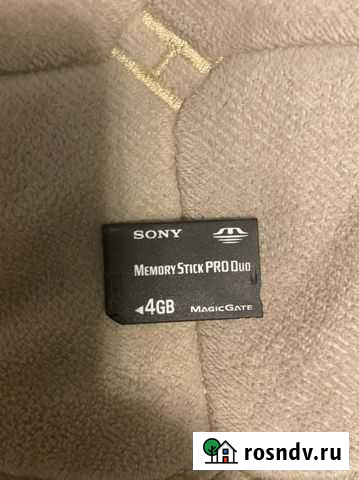 SONY
MEMORY STICK PRO DUO
◄4GB MAGICGATE
rosndv.ru